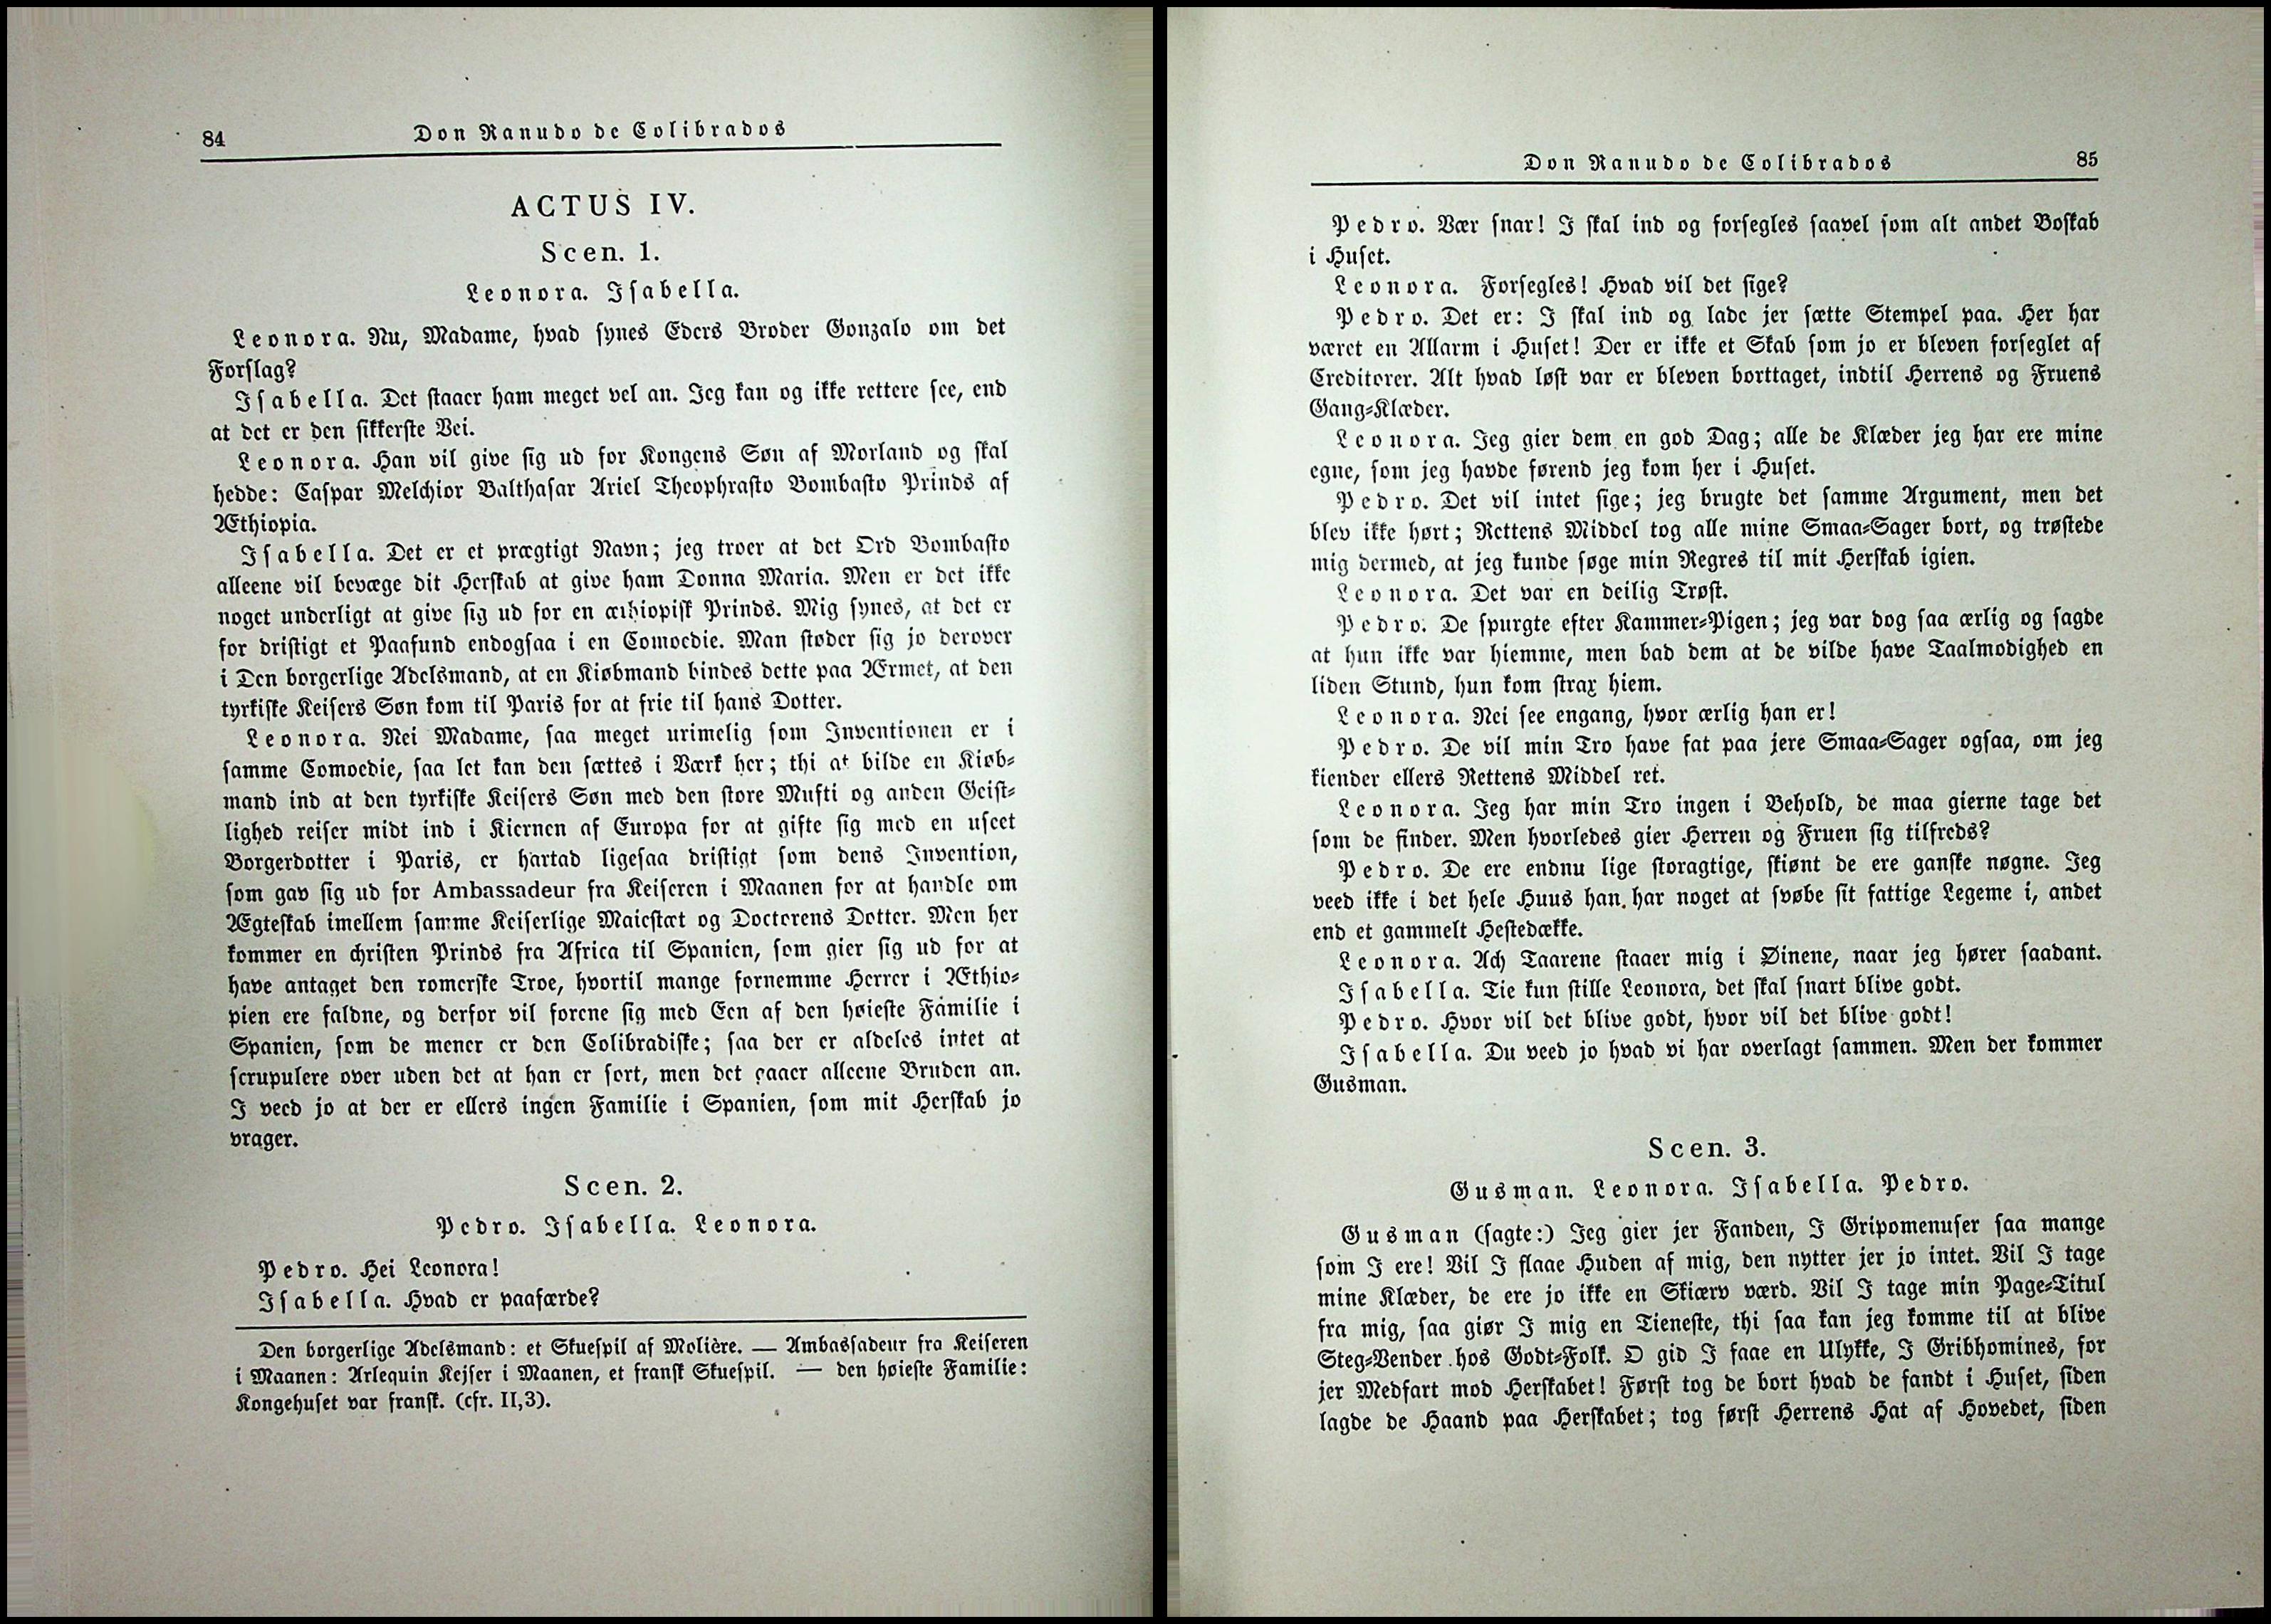 84
Don Ranudo de Colibrados
ACTUS IV.
Scen. 1.
Leonora. Isabella.
Leonora. Nu, Madame, hvad synes Eders Broder Gonzalo om det
Forslag?
Isabella. Det staaer ham meget vel an. Jeg kan og ikke rettere see, end
at det er den sikkerste Vei.
Leonora. Han vil give sig ud for Kongens Søn af Morland og skal
hedde: Caspar Melchior Balthasar Ariel Theophrasto Bombasto Prinds af
Æthiopia.
Isabella. Det er et prægtigt Navn; jeg troer at det Ord Bombasto
alleene vil bevæge dit Herskab at give ham Donna Maria. Men er det ikke
noget underligt at give sig ud for en æthiopisk Prinds. Mig synes, at det er
for dristigt et Paafund endogsaa i en Comoedie. Man støder sig jo derover
i Den borgerlige Adelsmand, at en Kiøbmand bindes dette paa Ærmet, at den
tyrkiske Keisers Søn kom til Paris for at frie til hans Dotter.
Leonora. Nei Madame, saa meget urimelig som Inventionen er i
samme Comoedie, saa let kan den sættes i Værk her; thi at bilde en Kiøb-
mand ind at den tyrkiske Keisers Søn med den store Mufti og anden Geist-
lighed reiser midt ind i Kiernen af Europa for at gifte sig med en useet
Borgerdotter i Paris, er hartad ligesaa dristigt som dens Invention,
som gav sig ud for Ambassadeur fra Keiseren i Maanen for at handle om
Ægteskab imellem samme Keiserlige Maiestæt og Doctorens Dotter. Men her
kommer en christen Prinds fra Africa til Spanien, som gier sig ud for at
have antaget den romerske Troe, hvortil mange fornemme Herrer i Æthio-
pien ere faldne, og derfor vil forene sig med Een af den høieste Familie i
Spanien, som de mener er den Colibradiske; saa der er aldeles intet at
scrupulere over uden det at han er sort, men det gaaer alleene Bruden an.
I veed jo at der er ellers ingen Familie i Spanien, som mit Herskab jo
vrager.
Scen. 2.
Pedro. Isabella. Leonora.
Pedro. Hei Leonora!
Isabella. Hvad er paafærde?
Den borgerlige Adelsmand: et Skuespil af Molière. — Ambassadeur fra Keiseren
i Maanen: Arlequin Kejser i Maanen, et fransk Skuespil. — den høieste Familie:
Kongehuset var fransk. (cfr. II,3).
Don Ranudo de Colibrados
85
Pedro. Vær snar! I skal ind og forsegles saavel som alt andet Boskab
i Huset.
Leonora. Forsegles! Hvad vil det sige?
Pedro. Det er: I skal ind og lade jer sætte Stempel paa. Her har
været en Allarm i Huset! Der er ikke et Skab som jo er bleven forseglet af
Creditorer. Alt hvad løst var er bleven borttaget, indtil Herrens og Fruens
Gang-Klæder.
Leonora. Jeg gier dem en god Dag; alle de Klæder jeg har ere mine
egne, som jeg havde førend jeg kom her i Huset.
Pedro. Det vil intet sige; jeg brugte det samme Argument, men det
blev ikke hørt; Rettens Middel tog alle mine Smaa-Sager bort, og trøstede
mig dermed, at jeg kunde søge min Regres til mit Herskab igien.
Leonora. Det var en deilig Trøst.
Pedro. De spurgte efter Kammer-Pigen; jeg var dog saa ærlig og sagde
at hun ikke var hiemme, men bad dem at de vilde have Taalmodighed en
liden Stund, hun kom strax hiem.
Leonora. Nei see engang, hvor ærlig han er!
Pedro. De vil min Tro have fat paa jere Smaa-Sager ogsaa, om jeg
kiender ellers Rettens Middel ret.
Leonora. Jeg har min Tro ingen i Behold, de maa gierne tage det
som de finder. Men hvorledes gier Herren og Fruen sig tilfreds?
Pedro. De ere endnu lige storagtige, skiønt de ere ganske nøgne. Jeg
veed ikke i det hele Huus han har noget at svøbe sit fattige Legeme i, andet
end et gammelt Hestedække.
Leonora. Ach Taarene staaer mig i Øinene, naar jeg hører saadant.
Isabella. Tie kun stille Leonora, det skal snart blive godt.
Pedro. Hvor vil det blive godt, hvor vil det blive godt!
Isabella. Du veed jo hvad vi har overlagt sammen. Men der kommer
Gusman.
Scen. 3.
Gusman. Leonora. Isabella. Pedro.
Gusman (sagte:) Jeg gier jer Fanden, I Gripomenuser saa mange
som I ere! Vil I flaae Huden af mig, den nytter jer jo intet. Vil I tage
mine Klæder, de ere jo ikke en Skiærv værd. Vil I tage min Page-Titul
fra mig, saa giør I mig en Tieneste, thi saa kan jeg komme til at blive
Steg-Vender hos Godt-Folk. O gid I faae en Ulykke, I Gribhomines, for
jer Medfart mod Herskabet! Først tog de bort hvad de fandt i Huset, siden
lagde de Haand paa Herskabet; tog først Herrens Hat af Hovedet, siden